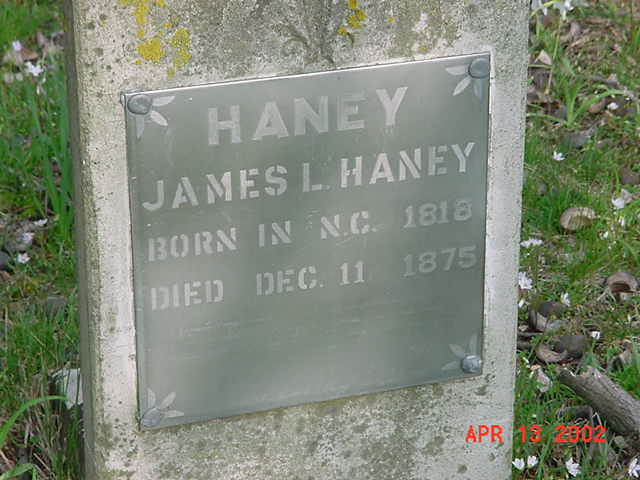 HANEY
JAMES L. HANEY
BORN IN N.C. 1818
DIED DEC. 11 1875
APR 13 2002